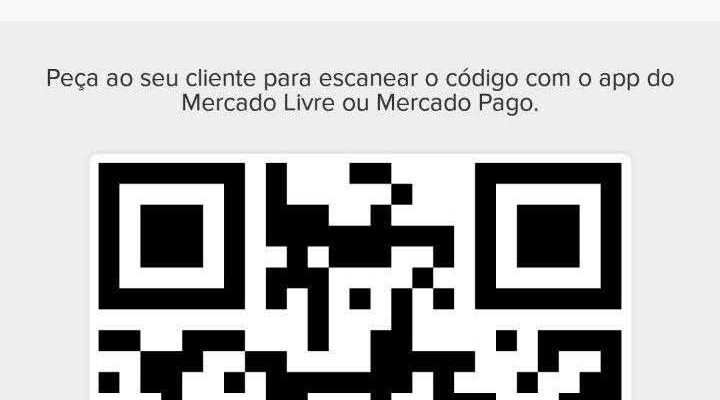 Peça ao seu cliente para escanear o código com o app do
Mercado Livre ou Mercado Pago.